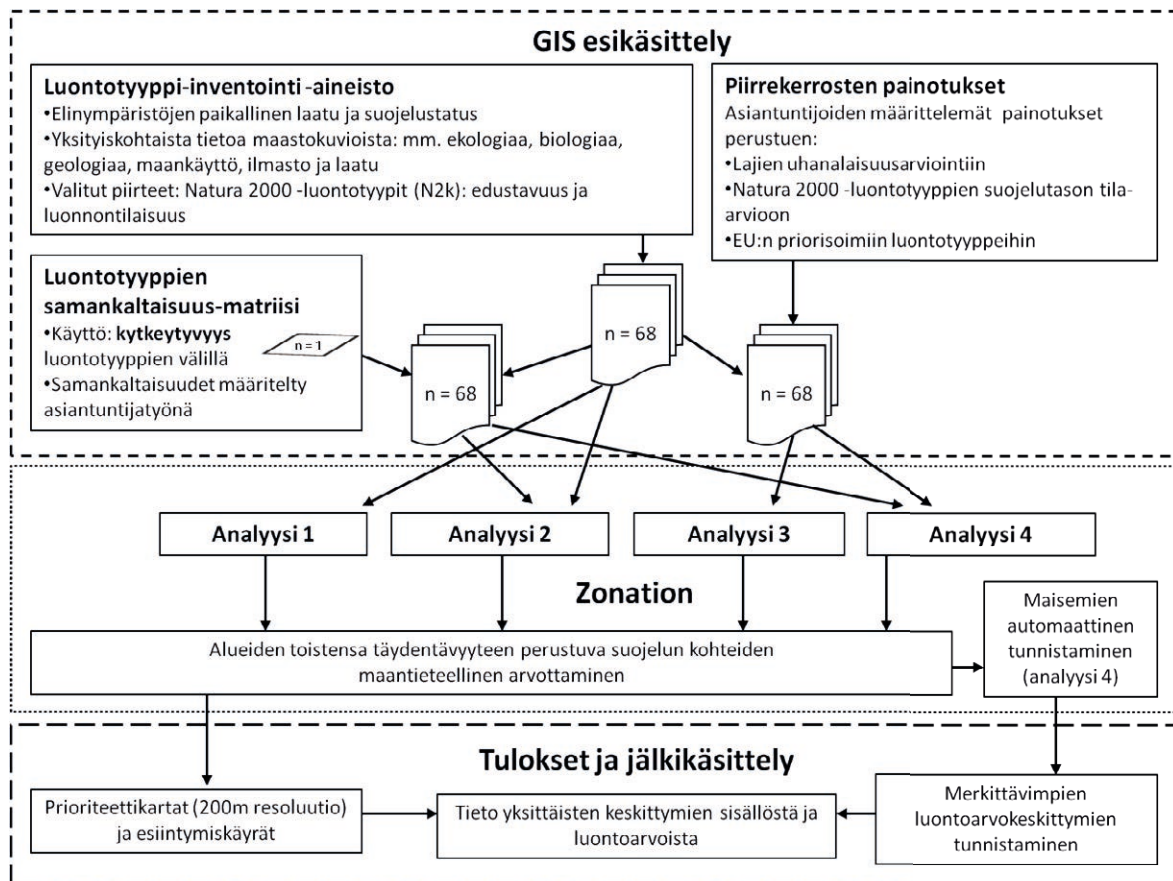 GIS esikäsittely
Luontotyyppi-inventointi -aineisto
•Elinympäristöjen paikallinen laatu ja suojelustatus
•Yksityiskohtaista tietoa maastokuvioista: mm. ekologiaa, biologiaa,
geologiaa, maankäyttö, ilmasto ja laatu
•Valitut piirteet: Natura 2000 -luontotyypit (N2k): edustavuus ja
luonnontilaisuus
Piirrekerrosten painotukset
Asiantuntijoiden määrittelemät painotukset
perustuen:
•Lajien uhanalaisuusarviointiin
•Natura 2000 -luontotyyppien suojelutason tila-
arvioon
•EU:n priorisoimiin luontotyyppeihin
Luontotyyppien
samankaltaisuus-matriisi
•Käyttö: kytkeytyvyys
luontotyyppien välillä
•Samankaltaisuudet määritelty
asiantuntijatyönä
n = 1
n = 68
n = 68
n = 68
Analyysi 1
Analyysi 2
Analyysi 3
Analyysi 4
Zonation
Alueiden toistensa täydentävyyteen perustuva suojelun kohteiden
maantieteellinen arvottaminen
Maisemien
automaattinen
tunnistaminen
(analyysi 4)
Tulokset ja jälkikäsittely
Prioriteettikartat (200m resoluutio)
ja esiintymiskäyrät
Tieto yksittäisten keskittymien sisällöstä ja
luontoarvoista
Merkittävimpien
luontoarvokeskittymien
tunnistaminen